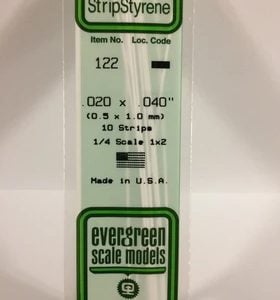 StripStyrene
Item No. Loc. Code
122
.020 x .040"
(0.5 x 1.0 mm)
10 Strips
1/4 Scale 1x2
Made in U.S.A.
evergreen
scale models